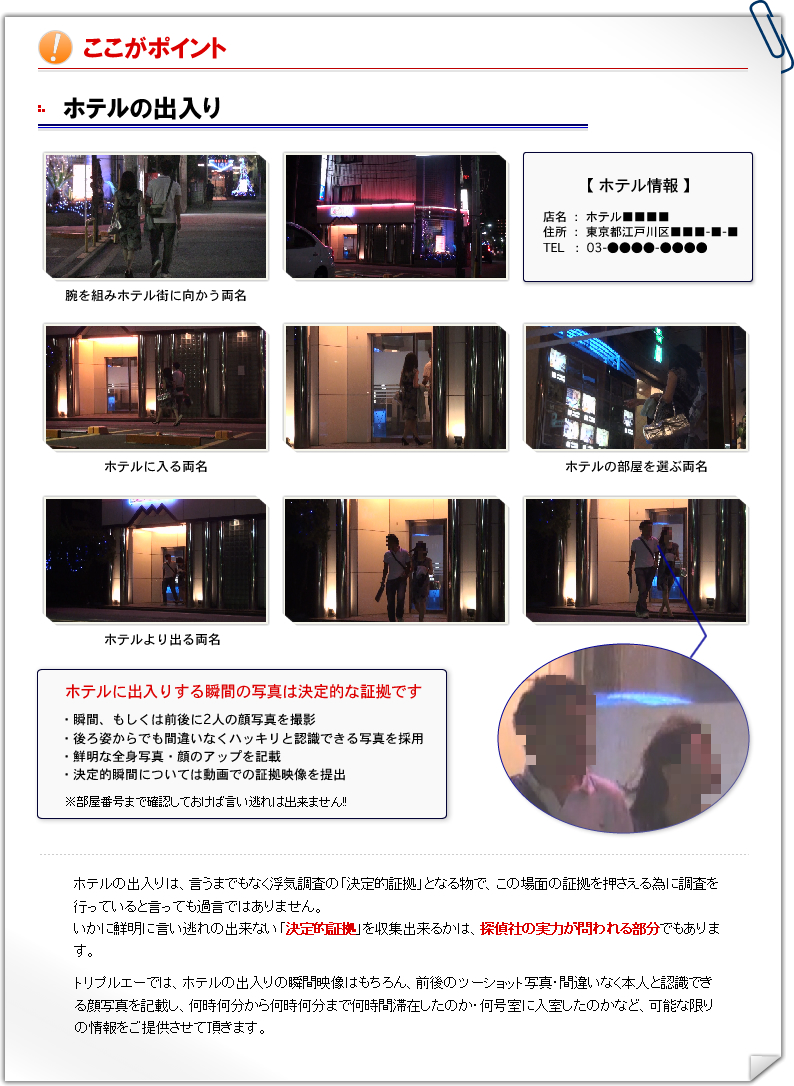 ここがポイント
ホテルの出入り
【 ホテル情報 】
店名 : ホテル■■■■
住所 : 東京都江戸川区■■■-■-■
TEL : 03-●●●●-●●●●
腕を組みホテル街に向かう両名
ホテルに入る両名
ホテルの部屋を選ぶ両名
ホテルより出る両名
ホテルに出入りする瞬間の写真は決定的な証拠です
・瞬間、もしくは前後に2人の顔写真を撮影
・後ろ姿からでも間違いなくハッキリと認識できる写真を採用
・鮮明な全身写真・顔のアップを記載
・決定的瞬間については動画での証拠映像を提出
※部屋番号まで確認しておけば言い逃れは出来ません!!
ホテルの出入りは、言うまでもなく浮気調査の「決定的証拠」となる物で、この場面の証拠を押さえる為に調査を
行っていると言っても過言ではありません。
いかに鮮明に言い逃れの出来ない「決定的証拠」を収集出来るかは、探偵社の実力が問われる部分でもありま
す。
トリプルエーでは、ホテルの出入りの瞬間映像はもちろん、前後のツーショット写真・間違いなく本人と認識でき
る顔写真を記載し、何時何分から何時何分まで何時間滞在したのか・何号室に入室したのかなど、可能な限り
の情報をご提供させて頂きます。